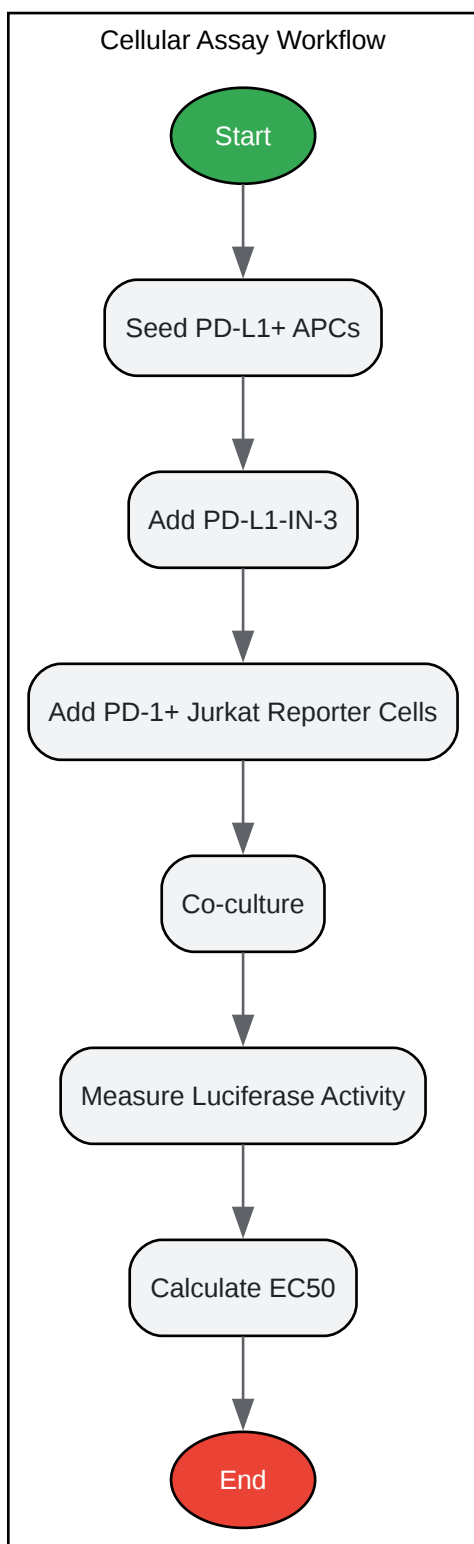 Cellular Assay Workflow
Start
Seed PD-L1+ APCs
Add PD-L1-IN-3
Add PD-1+ Jurkat Reporter Cells
Co-culture
Measure Luciferase Activity
Calculate EC50
End